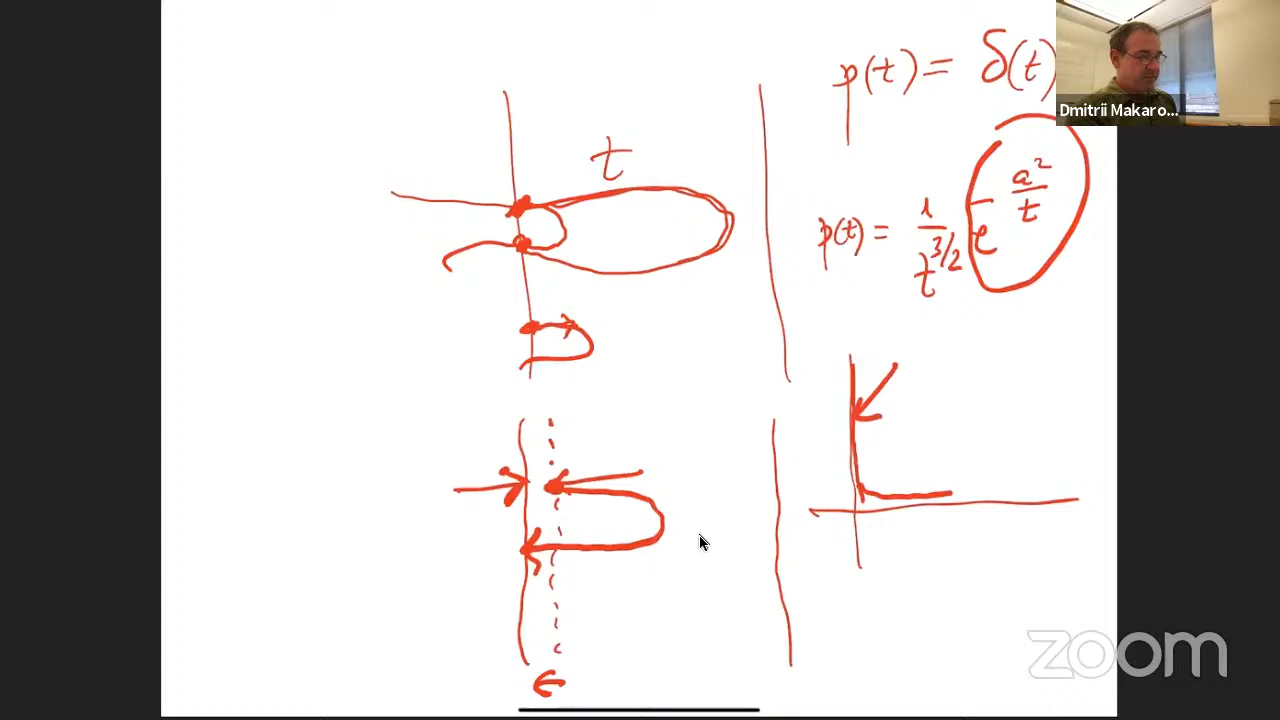 p(t) = δ(t)
Dmitrii Makaro...
t
p(t) = 1/t^{3/2} e^{-a²/t}
ϵ
zoom